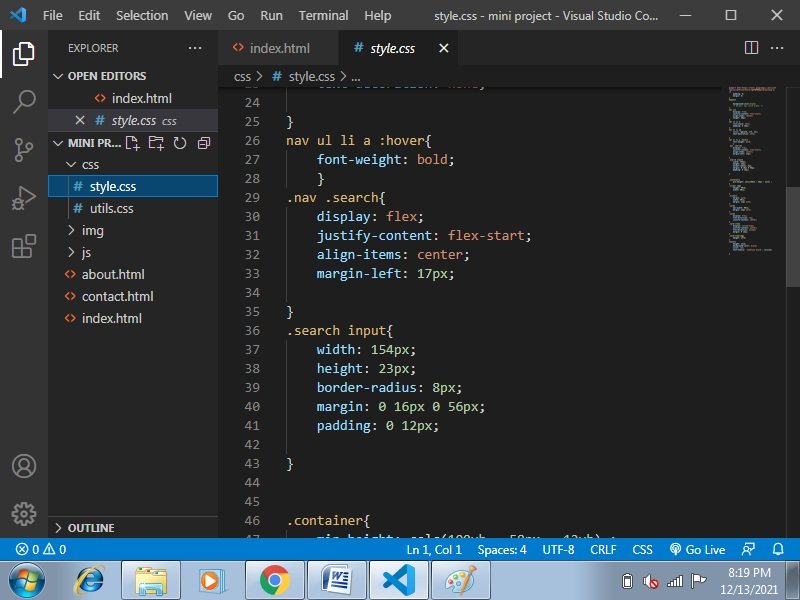 File Edit Selection View Go Run Terminal Help style.css - mini project - Visual Studio Co...
EXPLORER
OPEN EDITORS
index.html
style.css css
MINI PR...
css
style.css
utils.css
img
js
about.html
contact.html
index.html
OUTLINE
index.html
style.css
css > style.css > ...
24
25 }
26 nav ul li a :hover{
27 font-weight: bold;
28 }
29 .nav .search{
30 display: flex;
31 justify-content: flex-start;
32 align-items: center;
33 margin-left: 17px;
34
35 }
36 .search input{
37 width: 154px;
38 height: 23px;
39 border-radius: 8px;
40 margin: 0 16px 0 56px;
41 padding: 0 12px;
42
43 }
44
45
46 .container{
0 0 Ln 1, Col 1 Spaces: 4 UTF-8 CRLF CSS Go Live
8:19 PM
12/13/2021